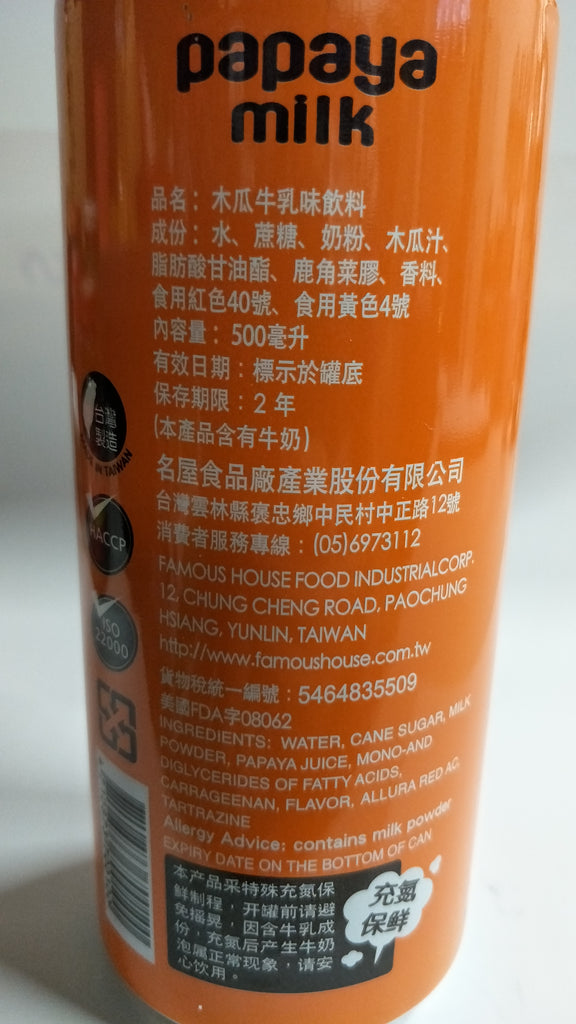 papaya
milk
品名：木瓜牛乳味飲料
成份：水、蔗糖、奶粉、木瓜汁、
脂肪酸甘油酯、鹿角菜膠、香料、
食用紅色40號、食用黃色4號
內容量：500毫升
有效日期：標示於罐底
保存期限：2 年
(本產品含有牛奶)
名屋食品廠產業股份有限公司
台灣雲林縣褒忠鄉中民村中正路12號
消費者服務專線：(05)6973112
FAMOUS HOUSE FOOD INDUSTRIALCORP.
12, CHUNG CHENG ROAD, PAOCHUNG
HSIANG, YUNLIN, TAIWAN
http://www.famoushouse.com.tw
貨物稅統一編號：5464835509
美國FDA字08062
INGREDIENTS: WATER, CANE SUGAR, MILK
POWDER, PAPAYA JUICE, MONO-AND
DIGLYCERIDES OF FATTY ACIDS,
CARRAGEENAN, FLAVOR, ALLURA RED AC,
TARTRAZINE
Allergy Advice: contains milk powder
EXPIRY DATE ON THE BOTTOM OF CAN
本产品采特殊充氮保
鲜制程，开罐前请避
免摇晃，因含牛乳成
份，充氮后产生牛奶
泡属正常现象，请安
心饮用。
充氮
保鲜
台灣
製造
IN TAIWAN
HACCP
ISO
22000